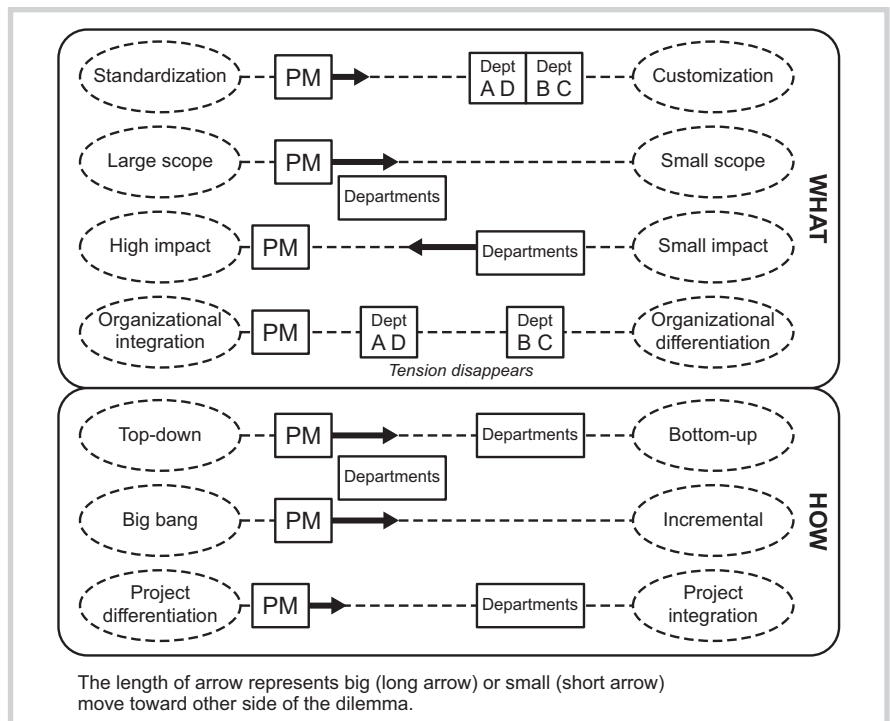 Standardization PM Dept A D Dept B C Customization
Large scope PM Small scope
Departments
High impact PM Departments Small impact
Organizational integration PM Dept A D Dept B C Organizational differentiation
Tension disappears
WHAT
Top-down PM Departments Bottom-up
Departments
Big bang PM Incremental
Project differentiation PM Departments Project integration
HOW
The length of arrow represents big (long arrow) or small (short arrow)
move toward other side of the dilemma.